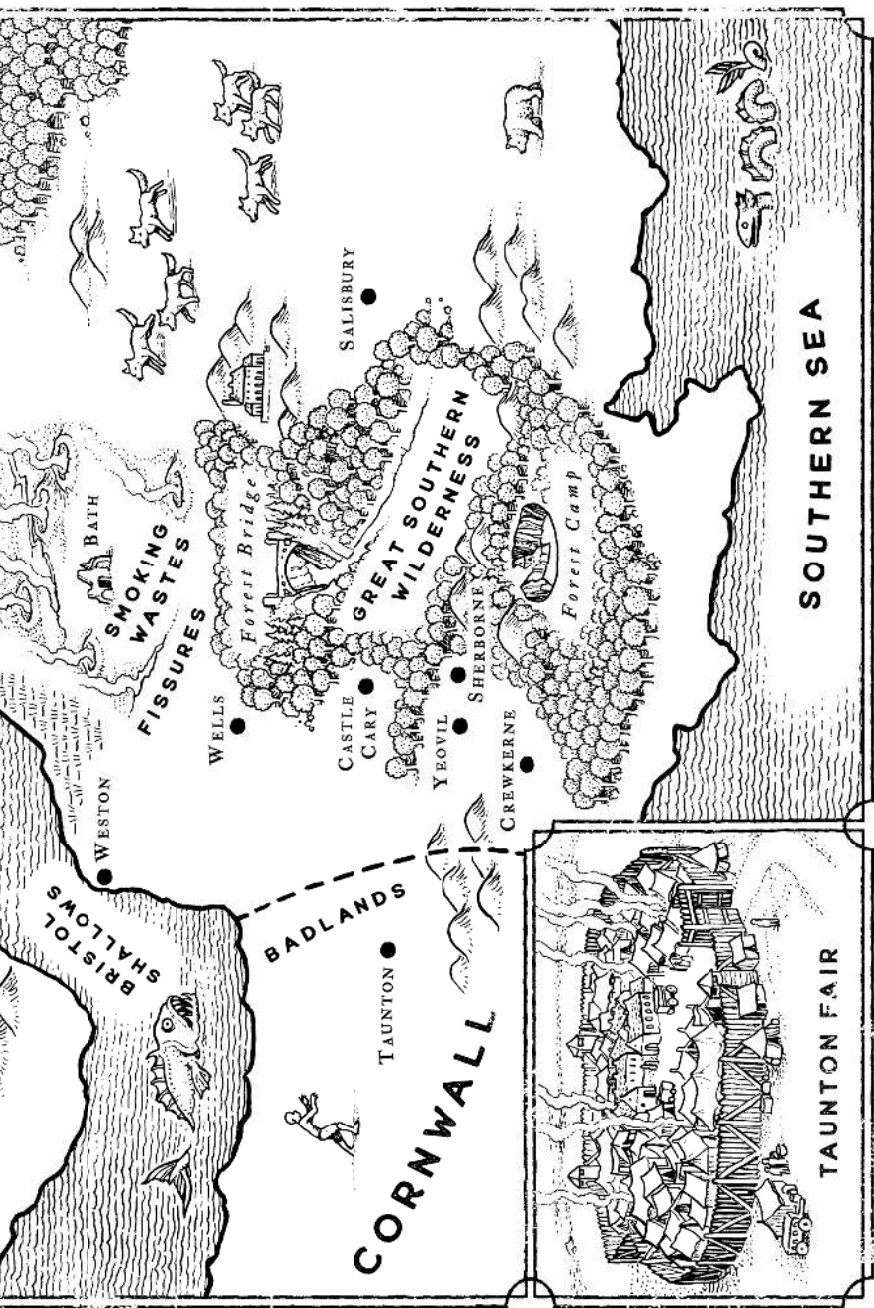 BRISTOL
SHALLOWS
WESTON
BATH
SMOKING
WASTES
FISSURES
WELLS
Forest Bridge
BADLANDS
CASTLE
CARY
SALISBURY
TAUNTON
CORNWALL
GREAT SOUTHERN
WILDERNESS
YEOVIL
SHERBORNE
CREWKERNE
Forest Camp
SOUTHERN SEA
TAUNTON FAIR